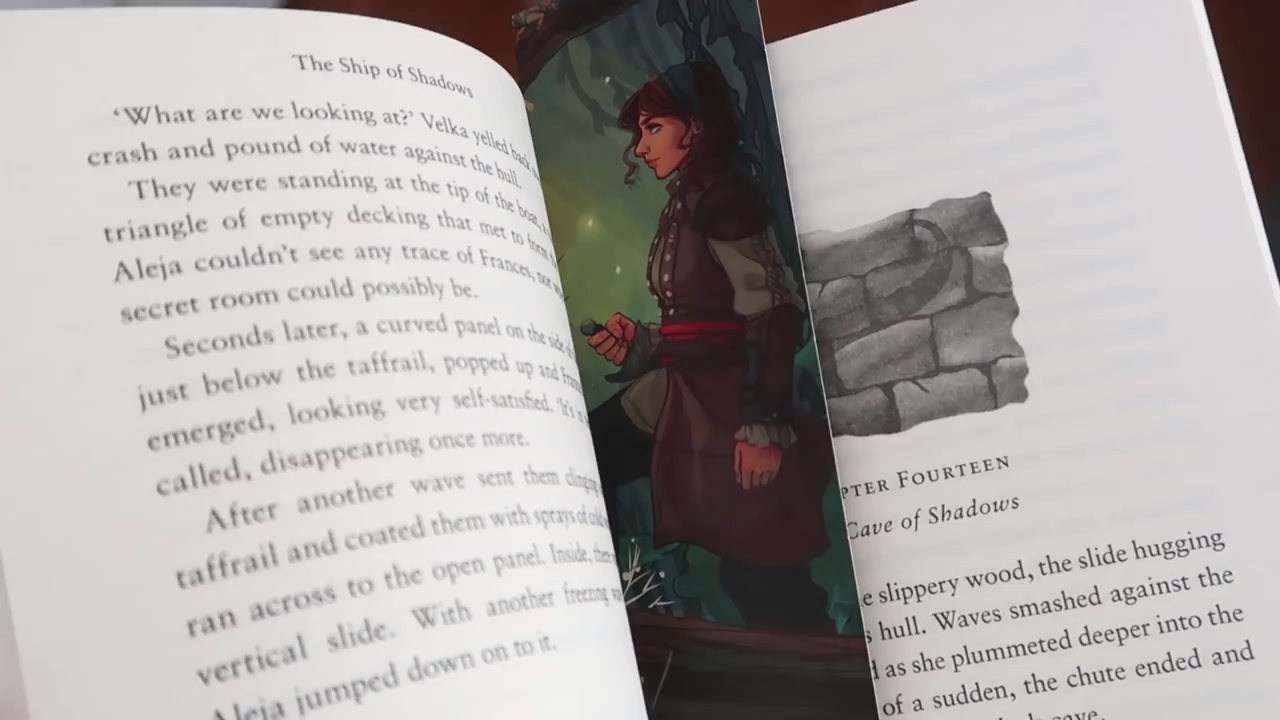 The Ship of Shadows
‘What are we looking at?’ Velka yelled back
crash and pound of water against the hull.
They were standing at the tip of the boat, a
triangle of empty decking that met to form
Aleja couldn’t see any trace of Frances, nor
secret room could possibly be.
Seconds later, a curved panel on the side
just below the taffrail, popped up and
emerged, looking very self-satisfied. ‘It’s
called, disappearing once more.
After another wave sent them clinging
taffrail and coated them with sprays of cold
ran across to the open panel. Inside,
vertical slide. With another freezing
Aleja jumped down on to it.
PTER FOURTEEN
Cave of Shadows
e slippery wood, the slide hugging
s hull. Waves smashed against the
as she plummeted deeper into the
of a sudden, the chute ended and
cave.